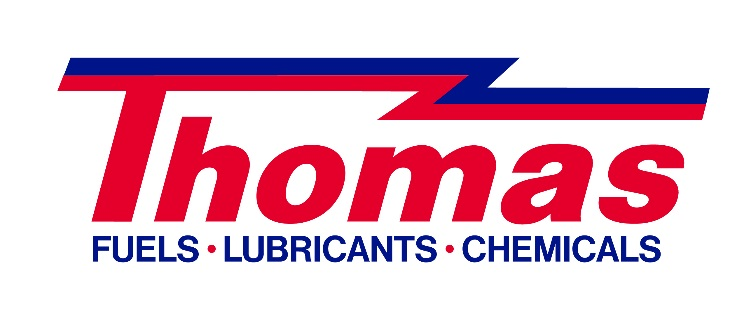 Thomas
FUELS • LUBRICANTS • CHEMICALS